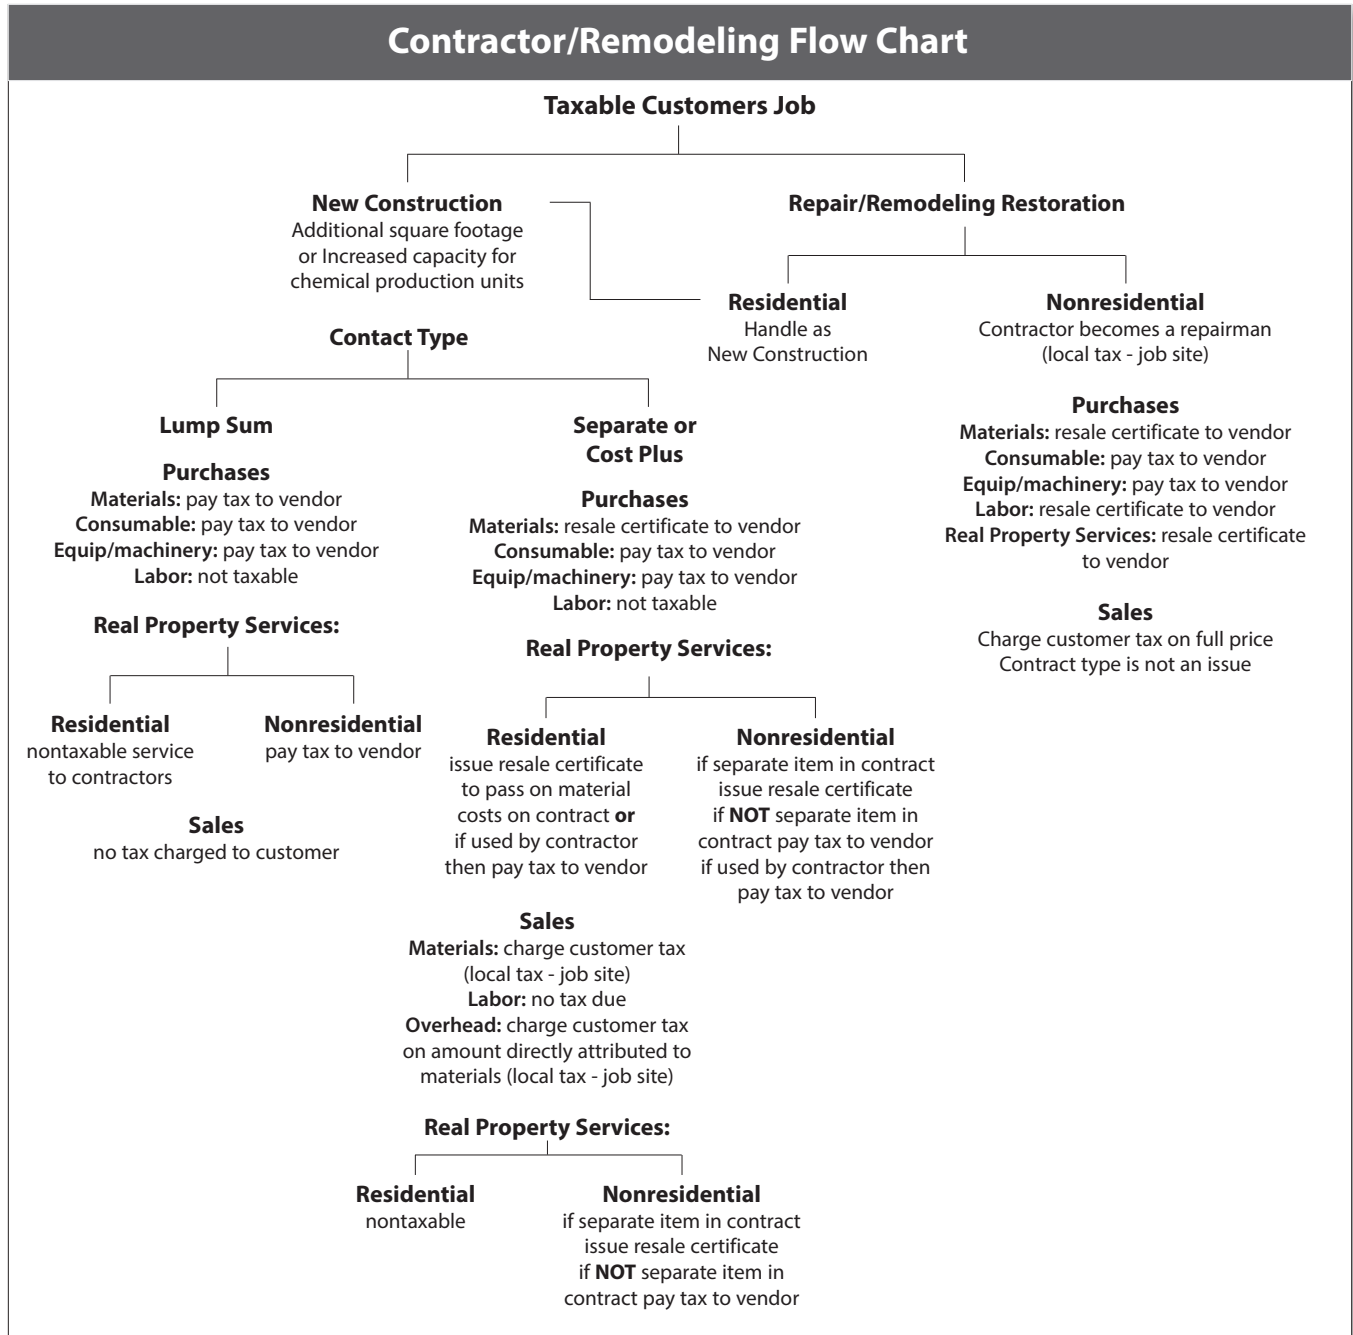 Contractor/Remodeling Flow Chart
Taxable Customers Job
New Construction
Additional square footage
or Increased capacity for
chemical production units
Repair/Remodeling Restoration
Residential
Handle as
New Construction
Nonresidential
Contractor becomes a repairman
(local tax - job site)
Purchases
Materials: resale certificate to vendor
Consumable: pay tax to vendor
Equip/machinery: pay tax to vendor
Labor: resale certificate to vendor
Real Property Services: resale certificate
to vendor
Sales
Charge customer tax on full price
Contract type is not an issue
Contact Type
Lump Sum
Purchases
Materials: pay tax to vendor
Consumable: pay tax to vendor
Equip/machinery: pay tax to vendor
Labor: not taxable
Real Property Services:
Residential
nontaxable service
to contractors
Nonresidential
pay tax to vendor
Sales
no tax charged to customer
Separate or
Cost Plus
Purchases
Materials: resale certificate to vendor
Consumable: pay tax to vendor
Equip/machinery: pay tax to vendor
Labor: not taxable
Real Property Services:
Residential
issue resale certificate
to pass on material
costs on contract or
if used by contractor
then pay tax to vendor
Nonresidential
if separate item in contract
issue resale certificate
if NOT separate item in
contract pay tax to vendor
if used by contractor then
pay tax to vendor
Sales
Materials: charge customer tax
(local tax - job site)
Labor: no tax due
Overhead: charge customer tax
on amount directly attributed to
materials (local tax - job site)
Real Property Services:
Residential
nontaxable
Nonresidential
if separate item in contract
issue resale certificate
if NOT separate item in
contract pay tax to vendor